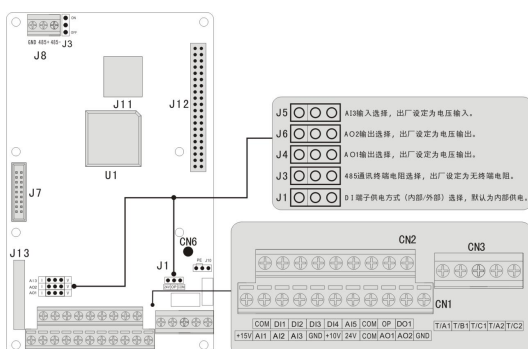 ON
OFF
GND 485+ 485- J3
J8
J11
J12
U1
J7
J13
CN6
J1
AI3
AO2
AO1
J5 AI3输入选择，出厂设定为电压输入。
J6 AO2输出选择，出厂设定为电压输出。
J4 AO1输出选择，出厂设定为电压输出。
J3 485通讯终端电阻选择，出厂设定为无终端电阻。
J1 DI端子供电方式（内部/外部）选择，默认为内部供电。
CN2
CN3
CN1
COM DI1 DI2 DI3 DI4 AI5 COM OP DO1
+15V AI1 AI2 AI3 GND +10V 24V COM AO1 AO2 GND
T/A1 T/B1 T/C1 T/A2 T/C2